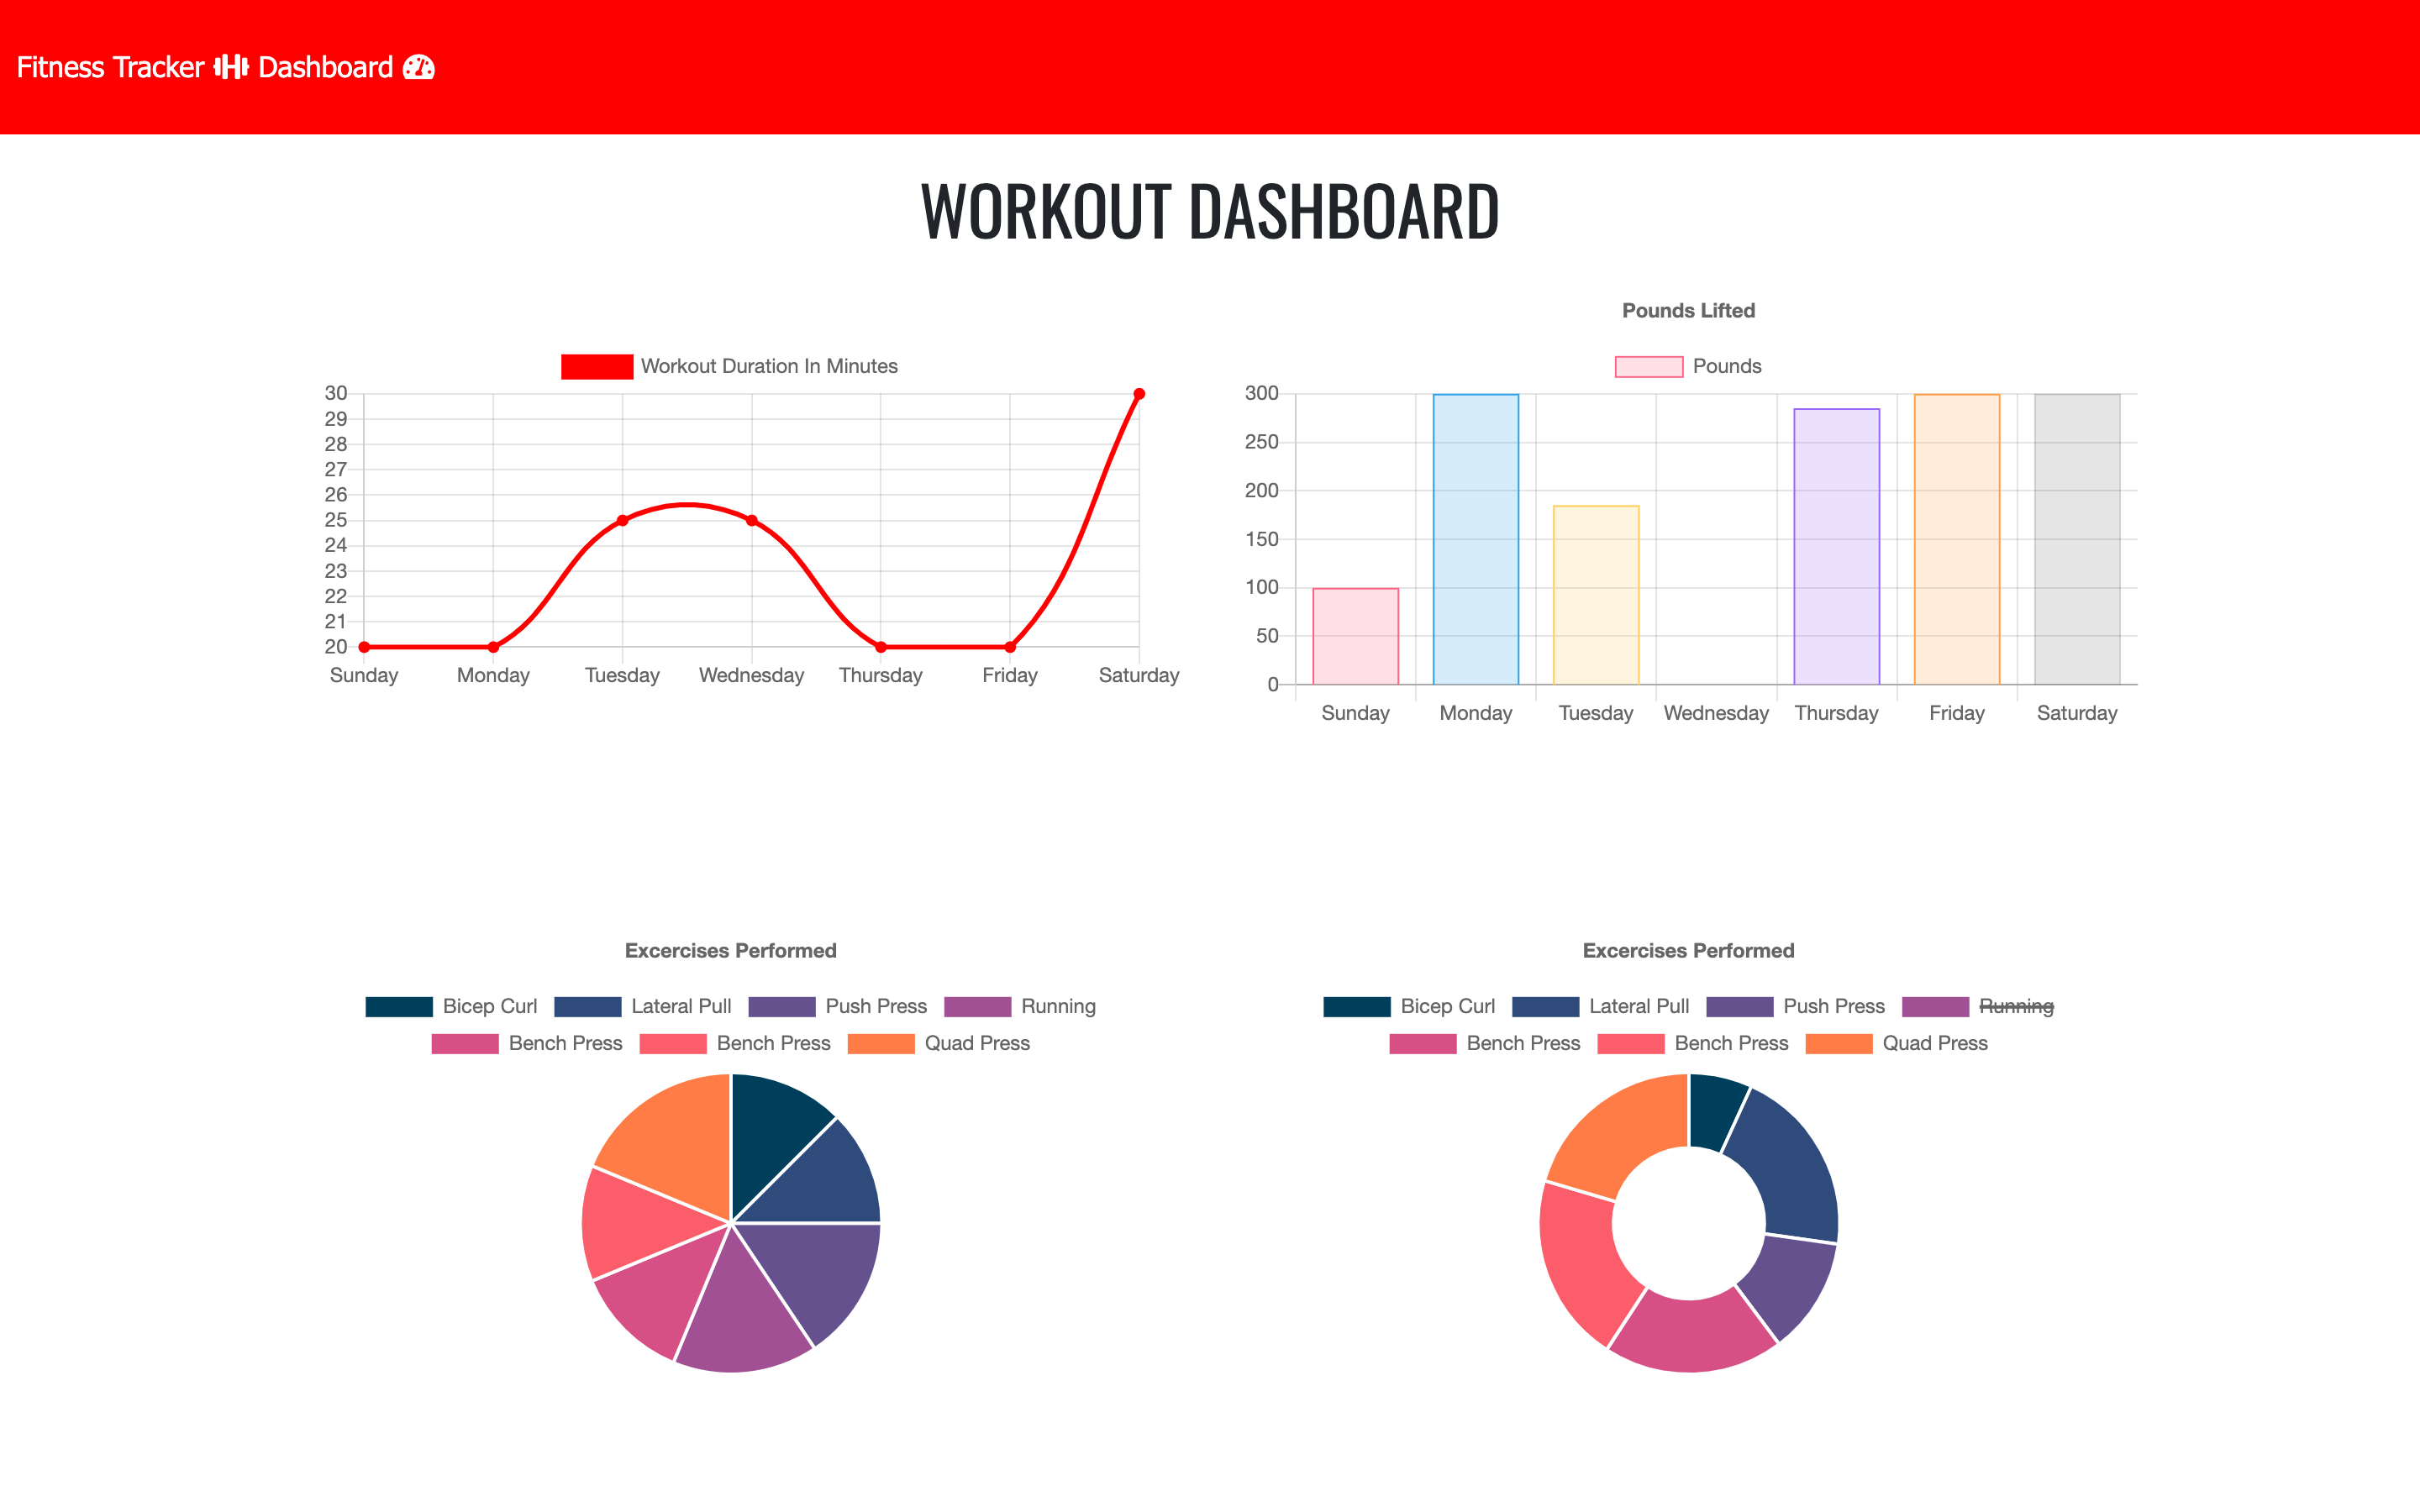 Fitness Tracker Dashboard
WORKOUT DASHBOARD
Workout Duration In Minutes
30
29
28
27
26
25
24
23
22
21
20
Sunday Monday Tuesday Wednesday Thursday Friday Saturday
Pounds Lifted
Pounds
300
250
200
150
100
50
0
Sunday Monday Tuesday Wednesday Thursday Friday Saturday
Excercises Performed
Bicep Curl Lateral Pull Push Press Running
Bench Press Bench Press Quad Press
Excercises Performed
Bicep Curl Lateral Pull Push Press Running
Bench Press Bench Press Quad Press